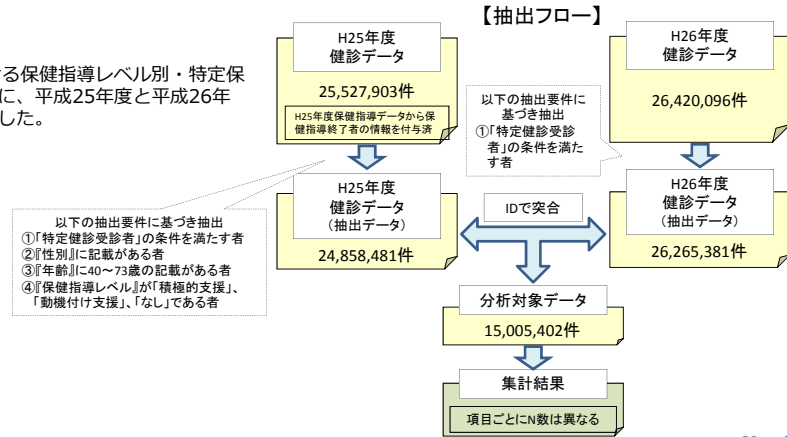 【抽出フロー】
る保健指導レベル別・特定保
に、平成25年度と平成26年
した。
H25年度
健診データ
25,527,903件
H25年度保健指導データから保
健指導終了者の情報を付与済
以下の抽出要件に
基づき抽出
①「特定健診受診
者」の条件を満た
す者
H26年度
健診データ
26,420,096件
以下の抽出要件に基づき抽出
①「特定健診受診者」の条件を満たす者
②『性別』に記載がある者
③『年齢』に40~73歳の記載がある者
④『保健指導レベル』が「積極的支援」、
「動機付け支援」、「なし」である者
H25年度
健診データ
(抽出データ)
24,858,481件
IDで突合
H26年度
健診データ
(抽出データ)
26,265,381件
分析対象データ
15,005,402件
集計結果
項目ごとにN数は異なる